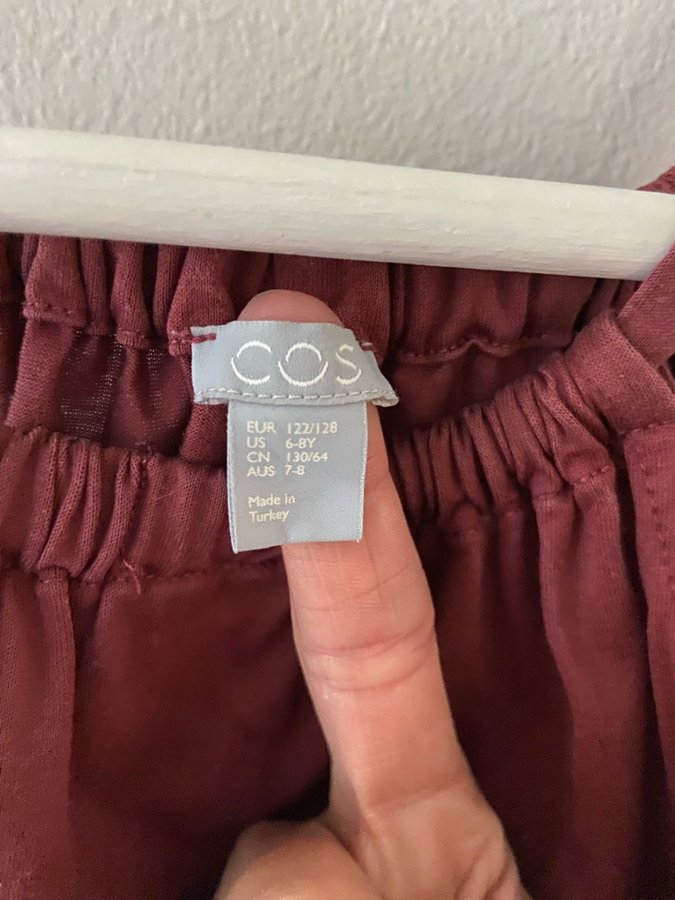 COS
EUR 122/128
US 6-8Y
CN 130/64
AUS 7-8
Made in
Turkey